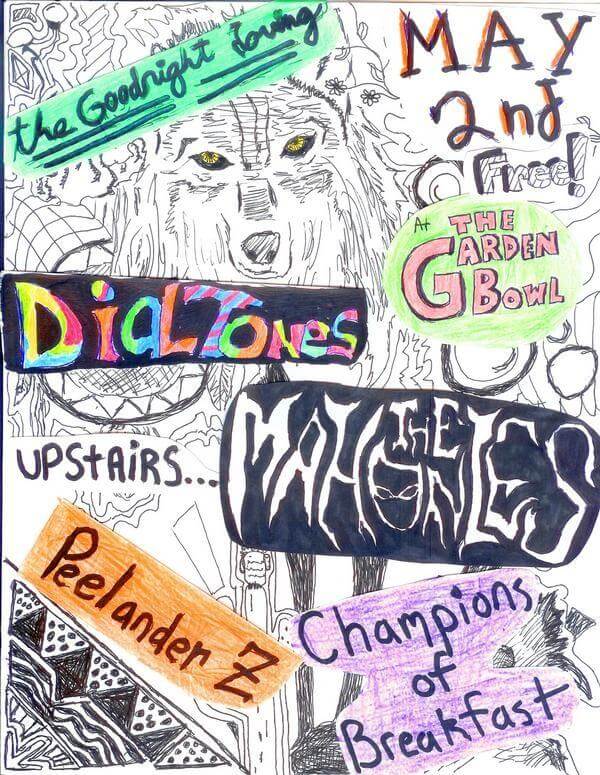 the Goodnight Loving
MAY
2nd
Free!
At THE
GARDEN
BOWL
DialTones
THE
MAHONIES
UPSTAIRS...
Peelander Z
Champions
of
Breakfast